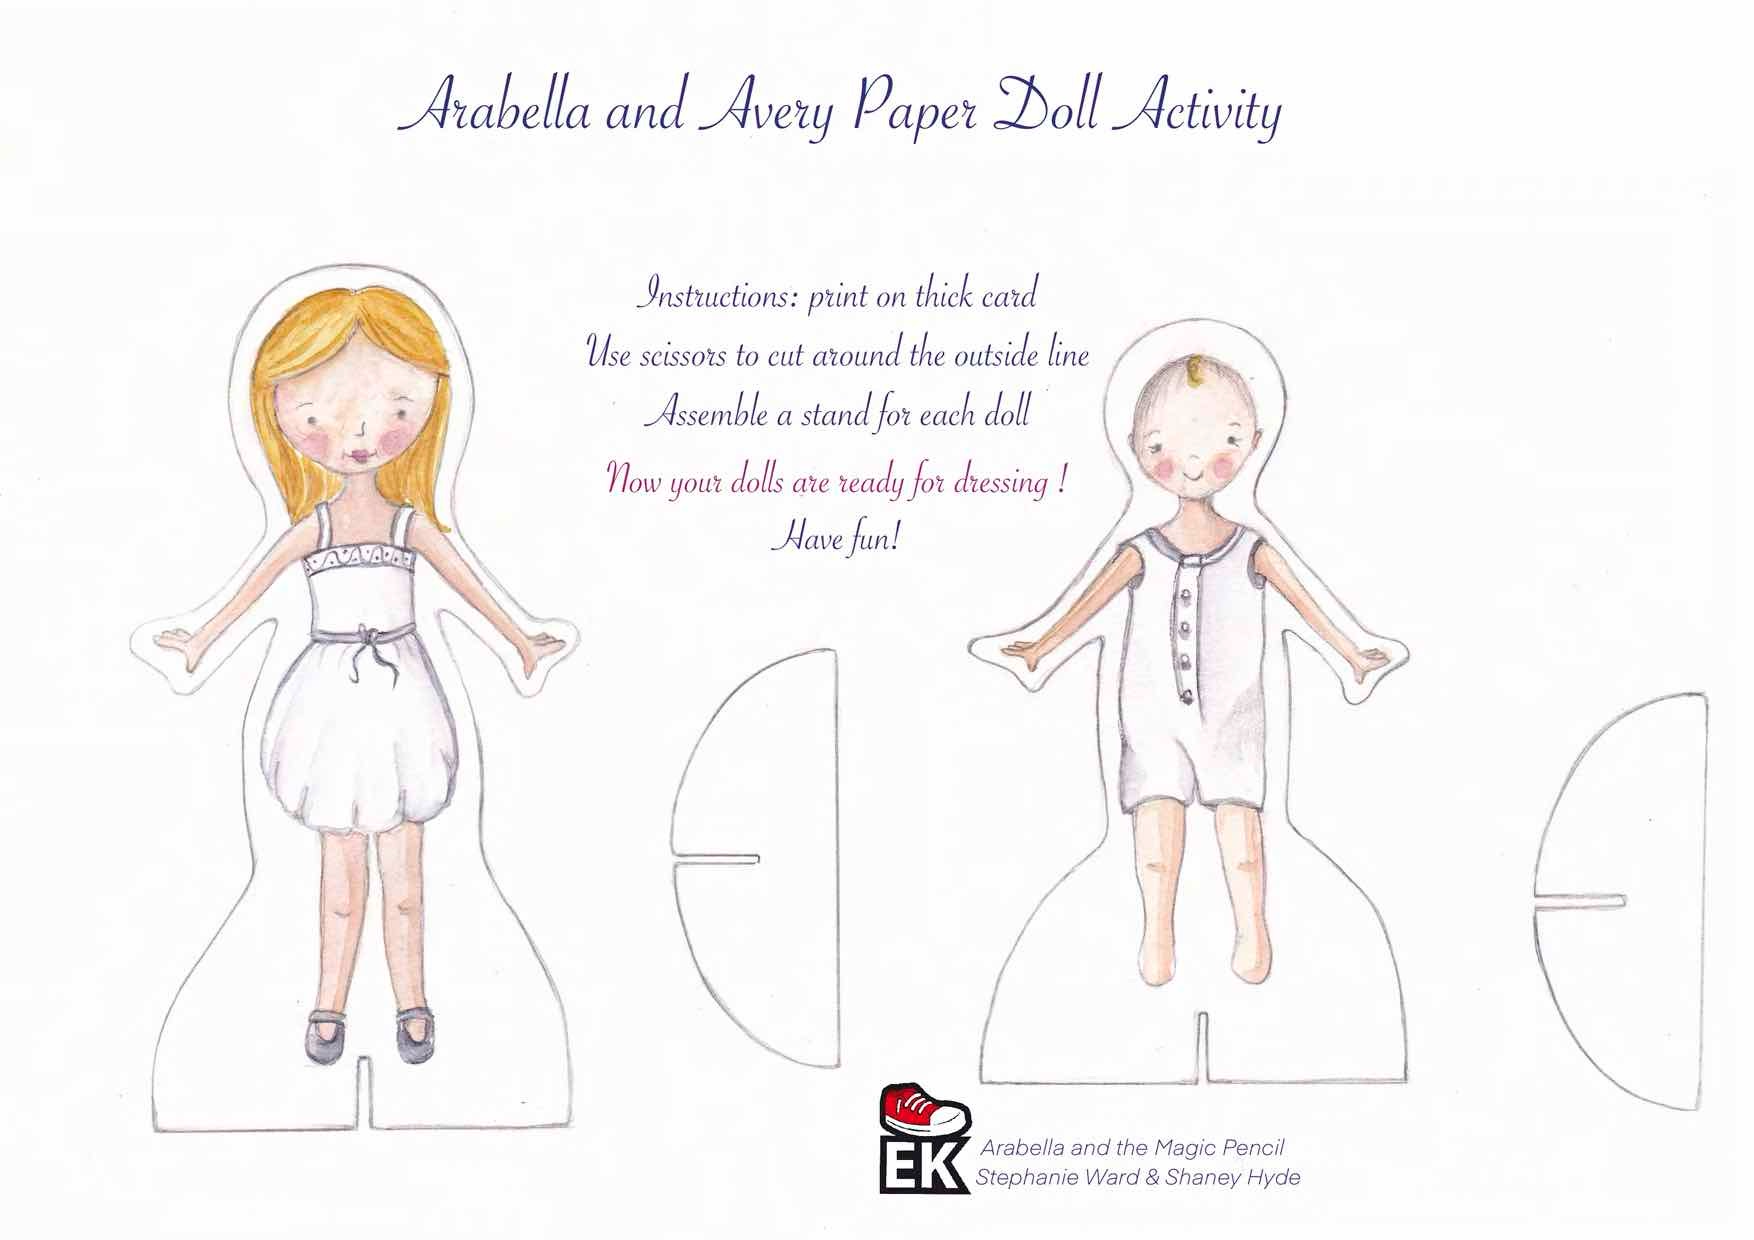 Arabella and Avery Paper Doll Activity
Instructions: print on thick card
Use scissors to cut around the outside line
Assemble a stand for each doll
Now your dolls are ready for dressing !
Have fun!
EK
Arabella and the Magic Pencil
Stephanie Ward & Shaney Hyde